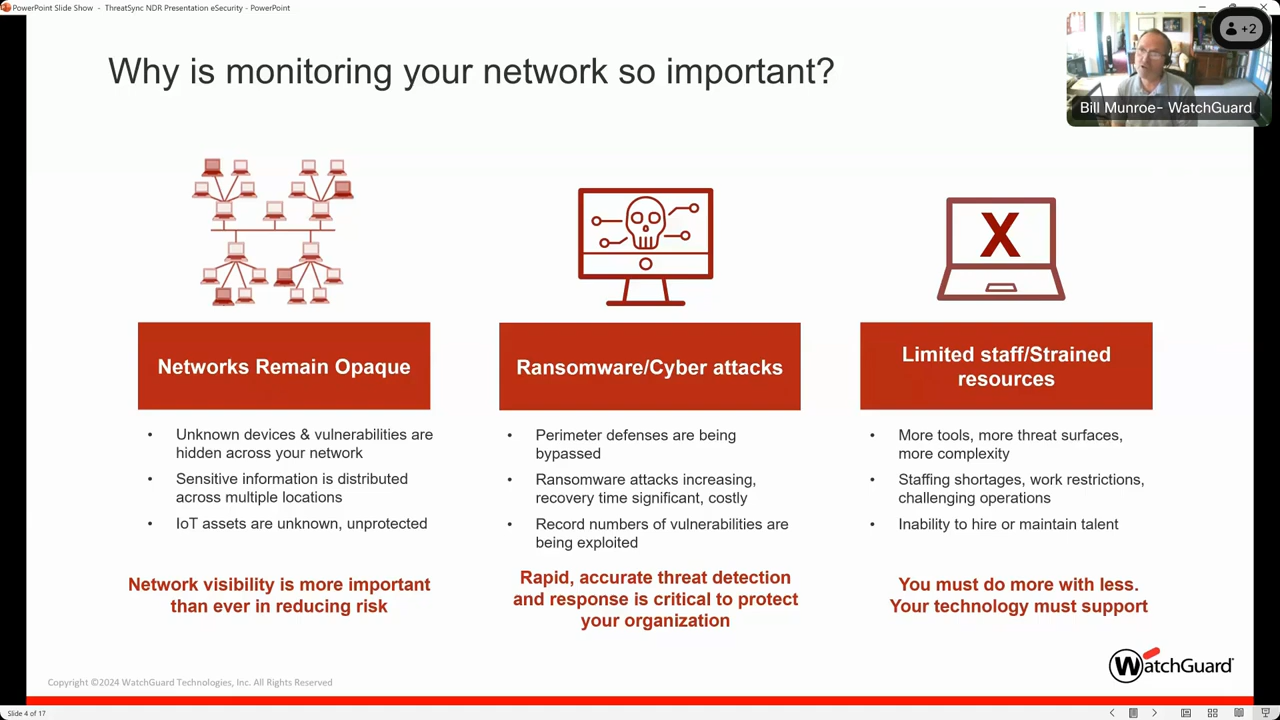 PowerPoint Slide Show - ThreatSync NDR Presentation eSecurity - PowerPoint
Why is monitoring your network so important?
+2
Bill Munroe- WatchGuard
X
Networks Remain Opaque
• Unknown devices & vulnerabilities are
hidden across your network
• Sensitive information is distributed
across multiple locations
• IoT assets are unknown, unprotected
Network visibility is more important
than ever in reducing risk
Ransomware/Cyber attacks
• Perimeter defenses are being
bypassed
• Ransomware attacks increasing,
recovery time significant, costly
• Record numbers of vulnerabilities are
being exploited
Rapid, accurate threat detection
and response is critical to protect
your organization
Limited staff/Strained
resources
• More tools, more threat surfaces,
more complexity
• Staffing shortages, work restrictions,
challenging operations
• Inability to hire or maintain talent
You must do more with less.
Your technology must support
WatchGuard
Copyright ©2024 WatchGuard Technologies, Inc. All Rights Reserved
Slide 4 of 17